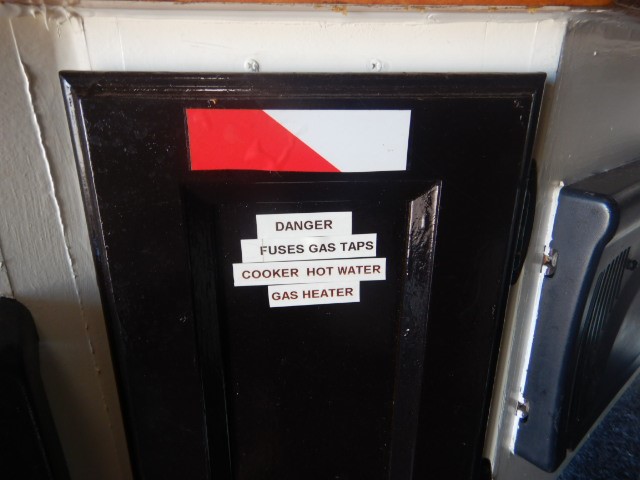 DANGER
FUSES GAS TAPS
COOKER HOT WATER
GAS HEATER